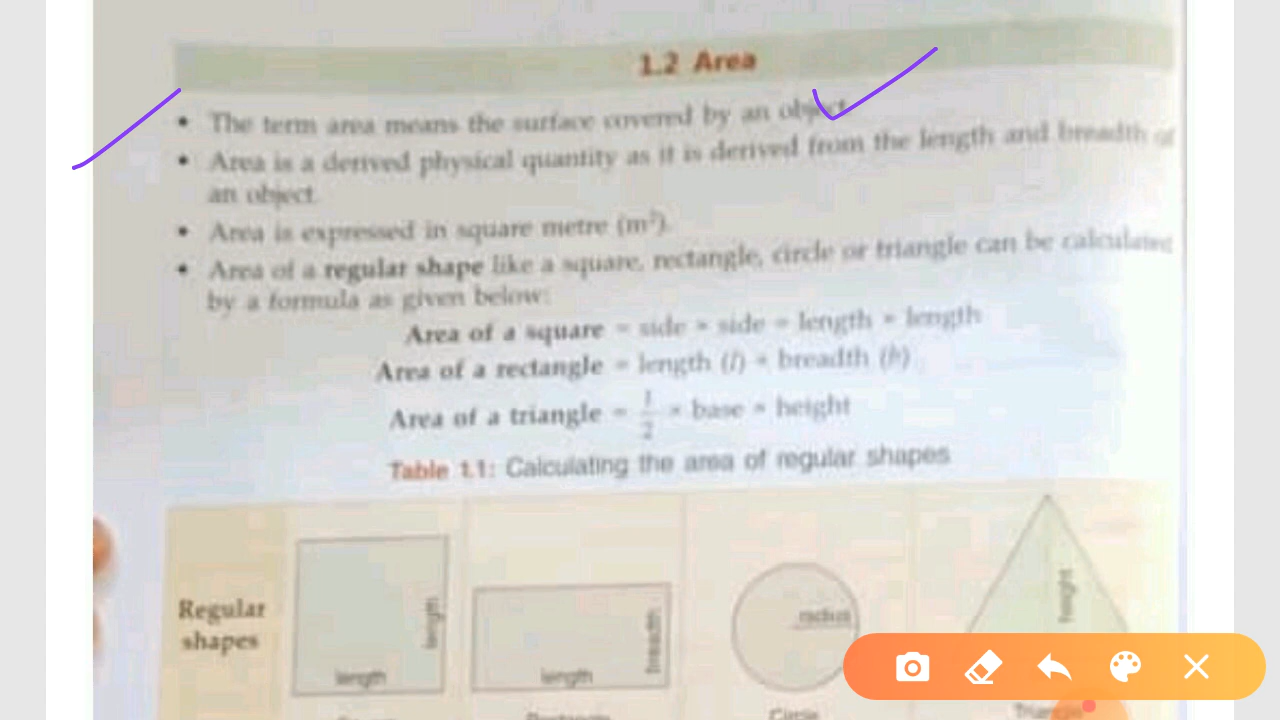 1.2 Area
• The term area means the surface covered by an object.
• Area is a derived physical quantity as it is derived from the length and breadth of
an object.
• Area is expressed in square metre (m²).
• Area of a regular shape like a square, rectangle, circle or triangle can be calculated
by a formula as given below:
Area of a square = side × side = length × length
Area of a rectangle = length (l) × breadth (b)
Area of a triangle = 1/2 × base × height
Table 1.1: Calculating the area of regular shapes
Regular
shapes
length
length
length
breadth
radius
height
Rectangle
Circle
Triangle